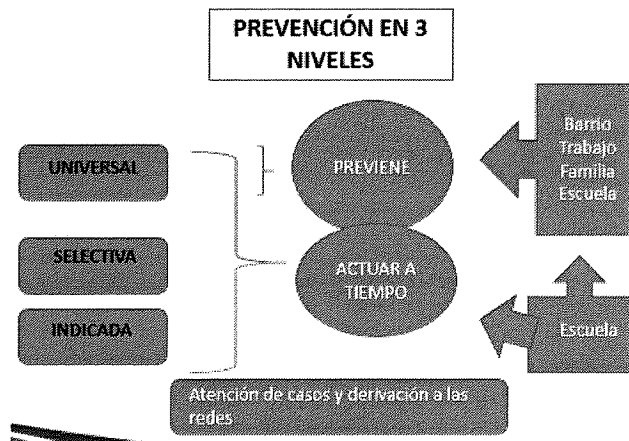 PREVENCIÓN EN 3
NIVELES
UNIVERSAL
SELECTIVA
INDICADA
PREVIENE
ACTUAR A
TIEMPO
Barrio
Trabajo
Familia
Escuela
Escuela
Atención de casos y derivación a las
redes